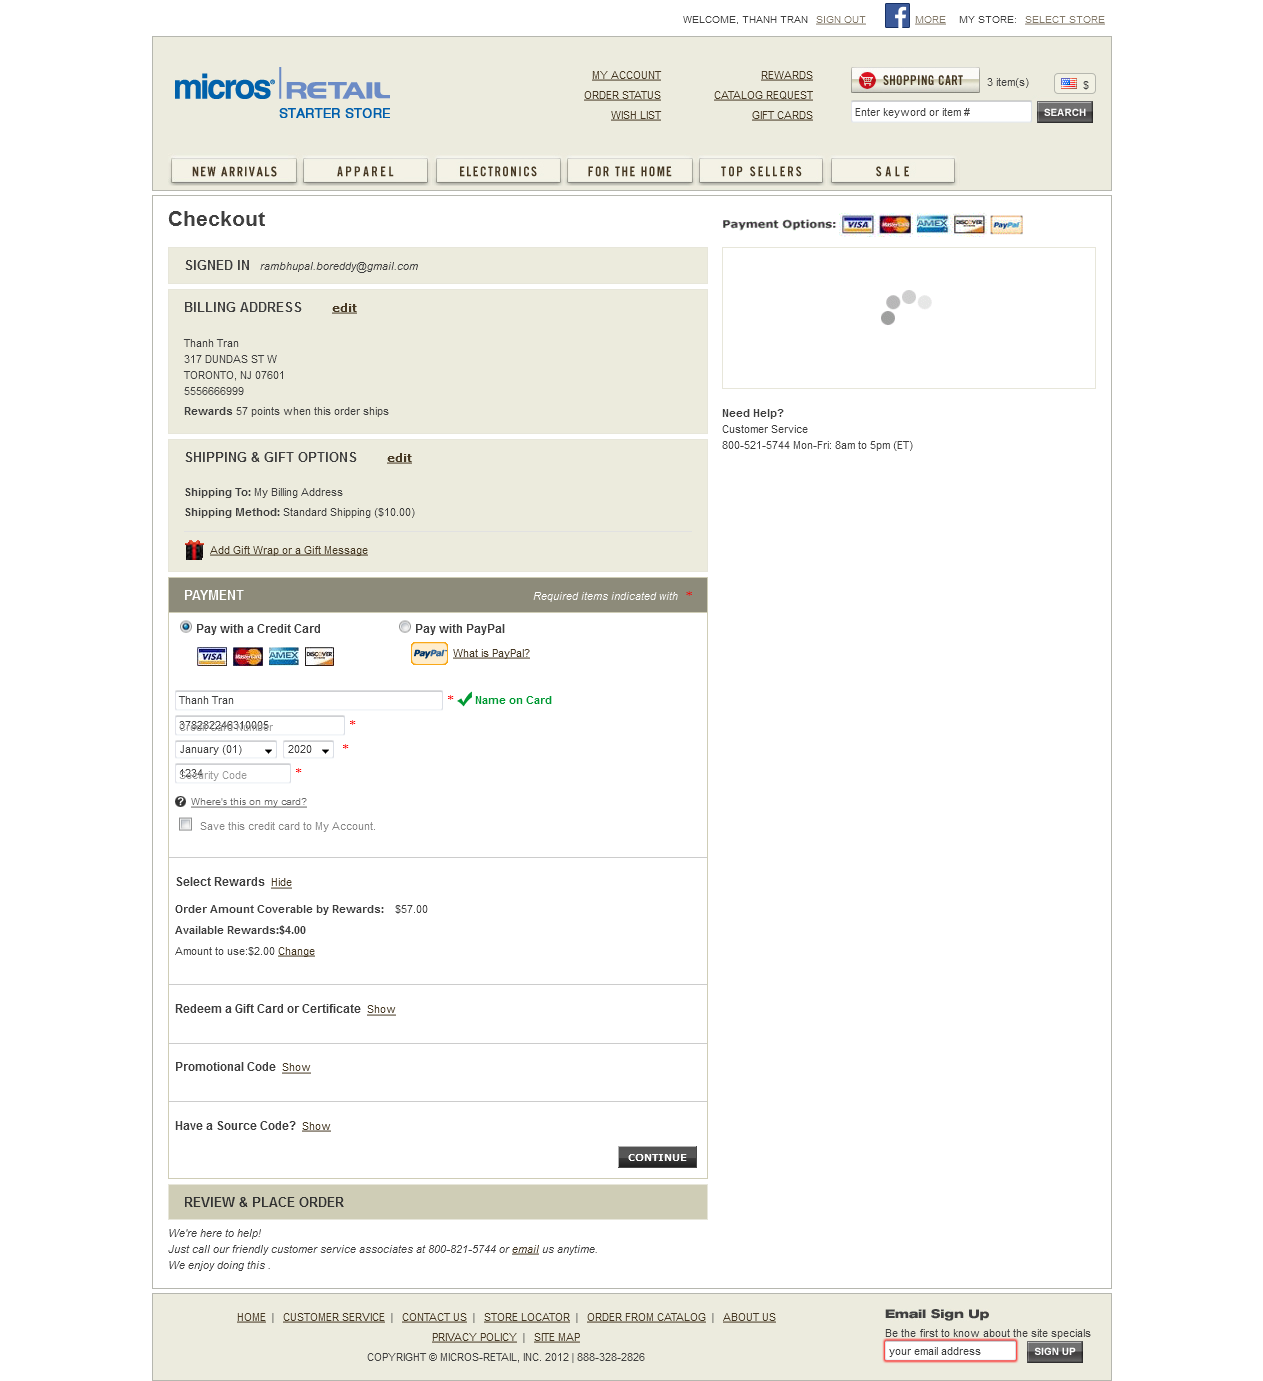 WELCOME, THANH TRAN SIGN OUT MORE MY STORE: SELECT STORE
micros RETAIL
STARTER STORE
MY ACCOUNT REWARDS
ORDER STATUS CATALOG REQUEST
WISH LIST GIFT CARDS
SHOPPING CART 3 item(s) $
Enter keyword or item # SEARCH
NEW ARRIVALS APPAREL ELECTRONICS FOR THE HOME TOP SELLERS SALE
Checkout
Payment Options: VISA MasterCard AMEX DISCOVER PayPal
SIGNED IN rambhupal.boreddy@gmail.com
BILLING ADDRESS edit
Thanh Tran
317 DUNDAS ST W
TORONTO, NJ 07601
5556666999
Rewards 57 points when this order ships
Need Help?
Customer Service
800-521-5744 Mon-Fri: 8am to 5pm (ET)
SHIPPING & GIFT OPTIONS edit
Shipping To: My Billing Address
Shipping Method: Standard Shipping ($10.00)
Add Gift Wrap or a Gift Message
PAYMENT Required items indicated with *
Pay with a Credit Card Pay with PayPal
VISA MasterCard AMEX DISCOVER PayPal What is PayPal?
Thanh Tran * Name on Card
378282246310005 Credit Card Number *
January (01) 2020 *
1234 Security Code *
? Where's this on my card?
Save this credit card to My Account.
Select Rewards Hide
Order Amount Coverable by Rewards: $57.00
Available Rewards:$4.00
Amount to use:$2.00 Change
Redeem a Gift Card or Certificate Show
Promotional Code Show
Have a Source Code? Show
CONTINUE
REVIEW & PLACE ORDER
We're here to help!
Just call our friendly customer service associates at 800-821-5744 or email us anytime.
We enjoy doing this .
HOME | CUSTOMER SERVICE | CONTACT US | STORE LOCATOR | ORDER FROM CATALOG | ABOUT US
PRIVACY POLICY | SITE MAP
COPYRIGHT © MICROS-RETAIL, INC. 2012 | 888-328-2826
Email Sign Up
Be the first to know about the site specials
your email address SIGN UP